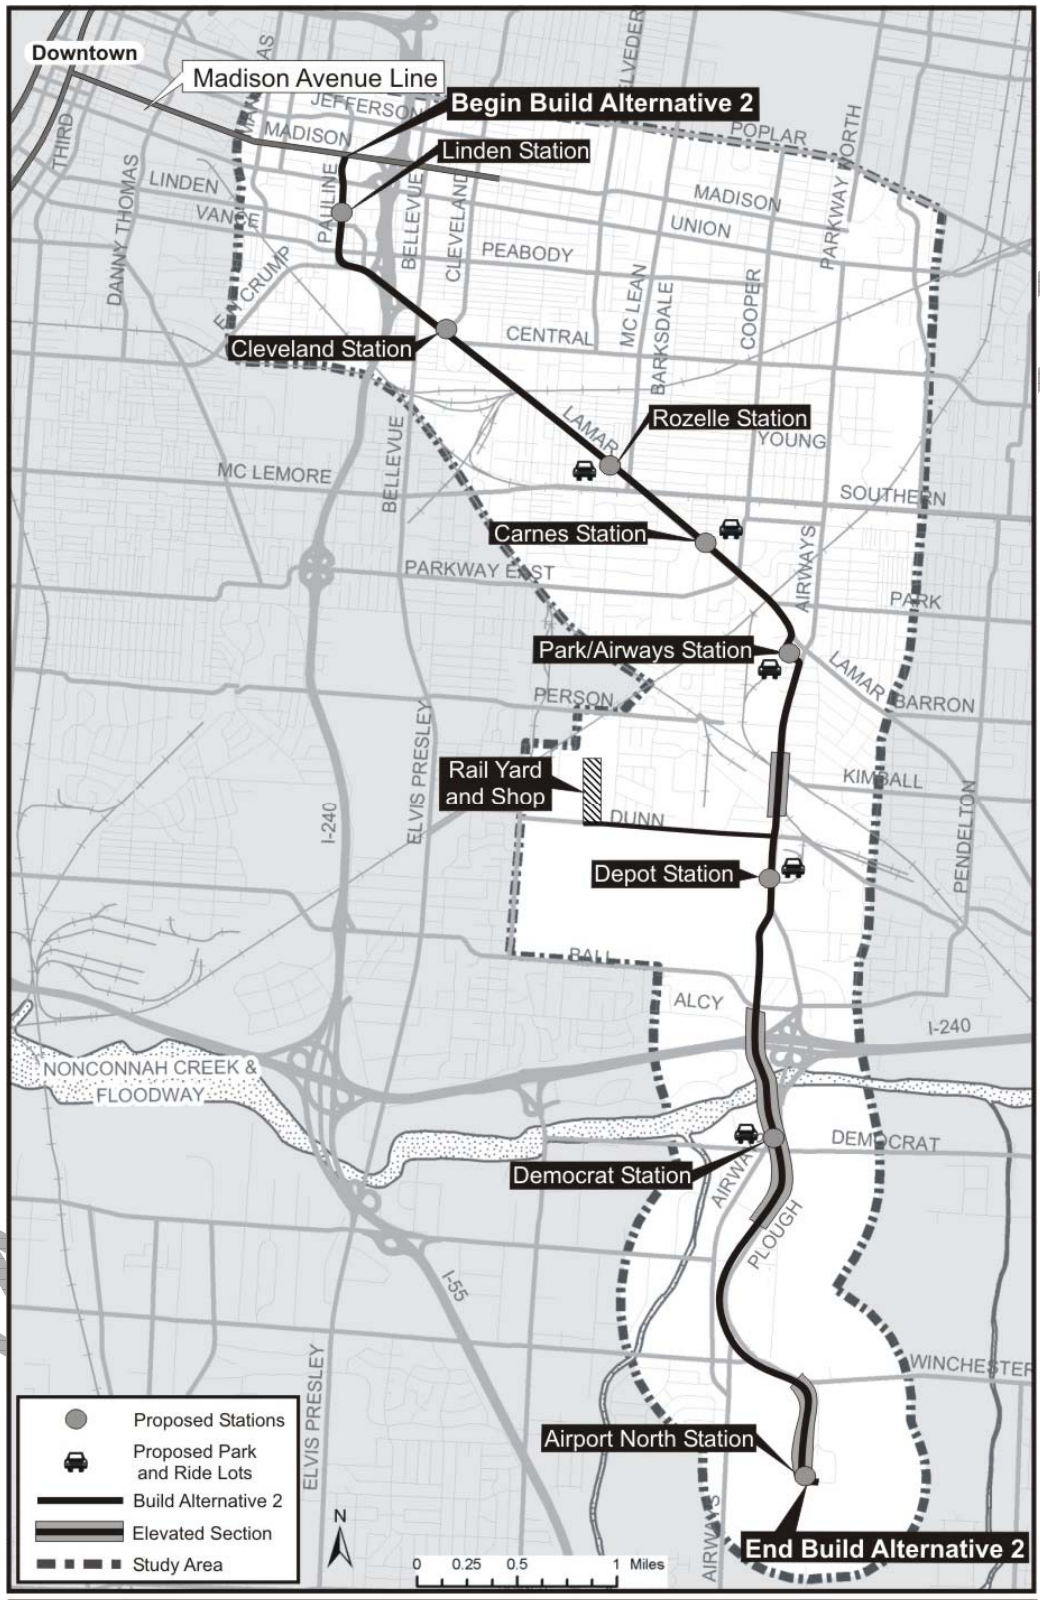 Downtown
Madison Avenue Line
Begin Build Alternative 2
JEFFERSON
MADISON
POPLAR
Linden Station
THIRD
LINDEN
VANCE
PAULINE
BELLEVUE
CLEVELAND
MADISON
UNION
PARKWAY NORTH
DANNY THOMAS
PEABODY
E H CRUMP
MC LEAN
BARKSDALE
COOPER
CENTRAL
Cleveland Station
LAMAR
Rozelle Station
YOUNG
BELLEVUE
MC LEMORE
SOUTHERN
Carnes Station
PARKWAY EAST
AIRWAYS
PARK
Park/Airways Station
LAMAR
PERSON
BARRON
ELVIS PRESLEY
Rail Yard
and Shop
KIMBALL
I-240
DUNN
PENDELTON
Depot Station
BALL
ALCY
I-240
NONCONNAH CREEK &
FLOODWAY
DEMOCRAT
Democrat Station
PLOUGH
I-55
WINCHESTER
ELVIS PRESLEY
Airport North Station
AIRWAYS
End Build Alternative 2
Proposed Stations
Proposed Park
and Ride Lots
Build Alternative 2
Elevated Section
Study Area
N
0 0.25 0.5 1 Miles